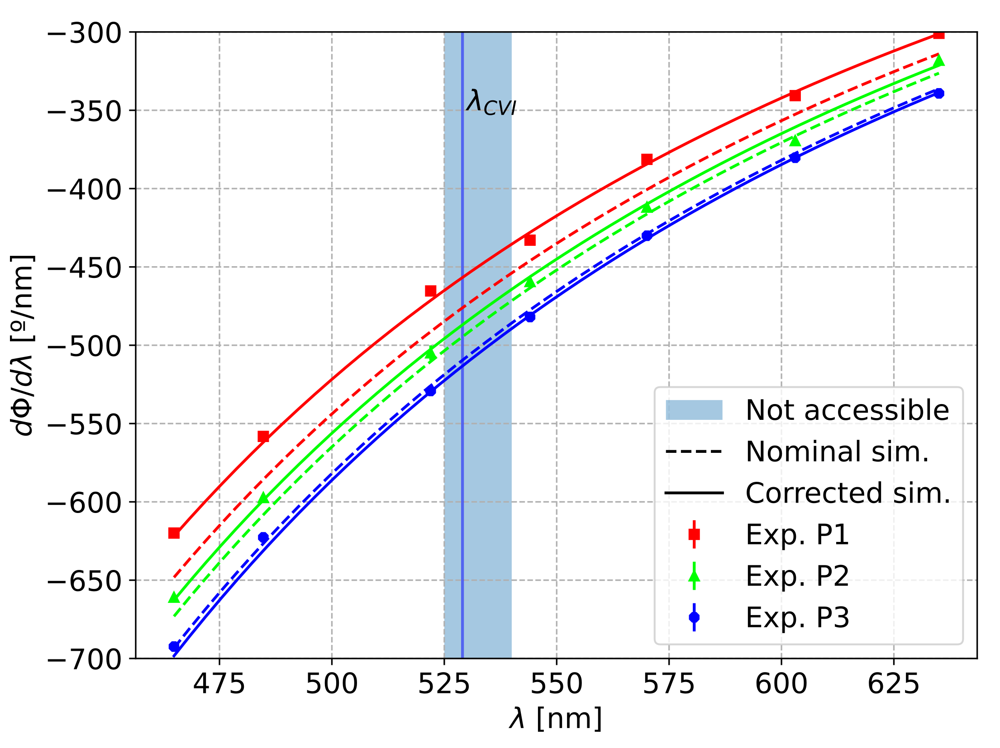 −300
−350
−400
−450
−500
−550
−600
−650
−700
dΦ/dλ [º/nm]
λ_CVI
Not accessible
Nominal sim.
Corrected sim.
Exp. P1
Exp. P2
Exp. P3
475 500 525 550 575 600 625
λ [nm]